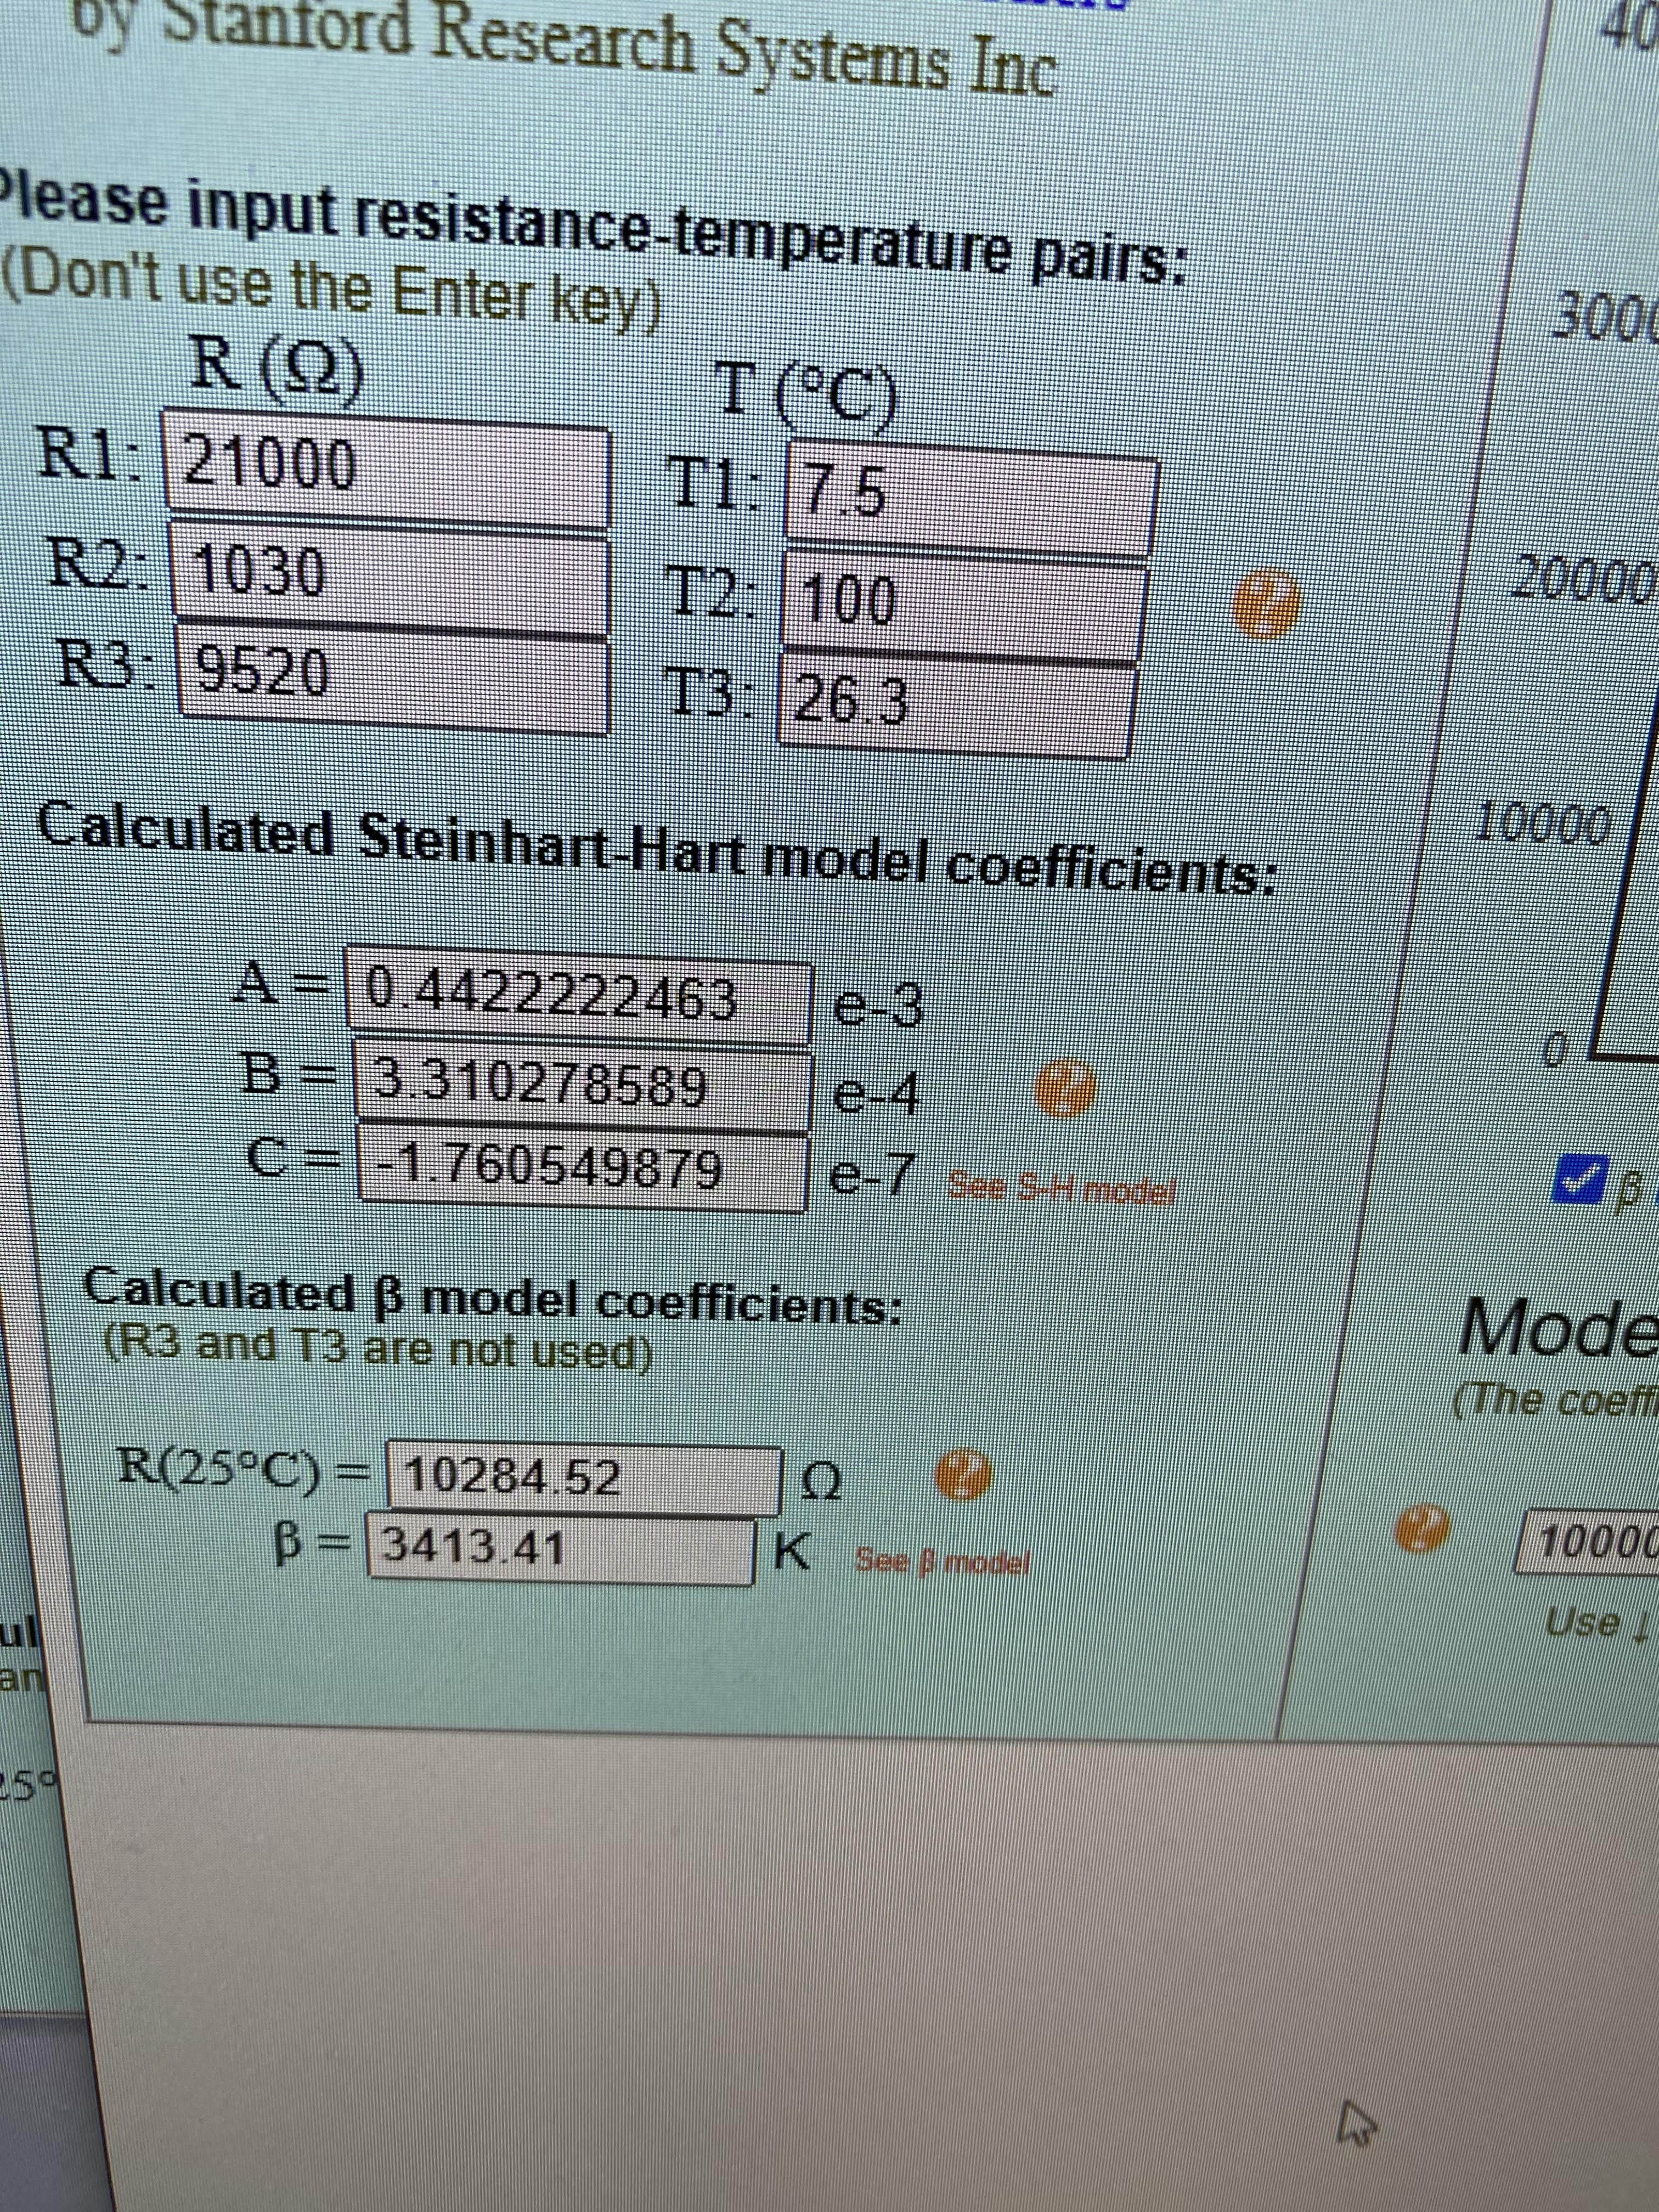 by Stanford Research Systems Inc
Please input resistance-temperature pairs:
(Don't use the Enter key)
R (Ω) T (°C)
R1: 21000 T1: 7.5
R2: 1030 T2: 100
R3: 9520 T3: 26.3
Calculated Steinhart-Hart model coefficients:
A = 0.4422222463 e-3
B = 3.310278589 e-4
C = -1.760549879 e-7 See S-H model
Calculated β model coefficients:
(R3 and T3 are not used)
R(25°C) = 10284.52 Ω
β = 3413.41 K See β model
40
3000
20000
10000
0
β
Mode
(The coeffi
10000
Use ↓
ul
an
25°